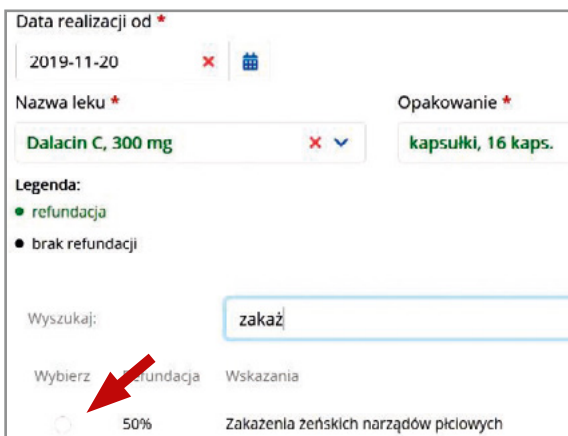 Data realizacji od *
2019-11-20
Nazwa leku * Opakowanie *
Dalacin C, 300 mg kapsułki, 16 kaps.
Legenda:
• refundacja
• brak refundacji
Wyszukaj: zakaż
Wybierz Refundacja Wskazania
50% Zakażenia żeńskich narządów płciowych